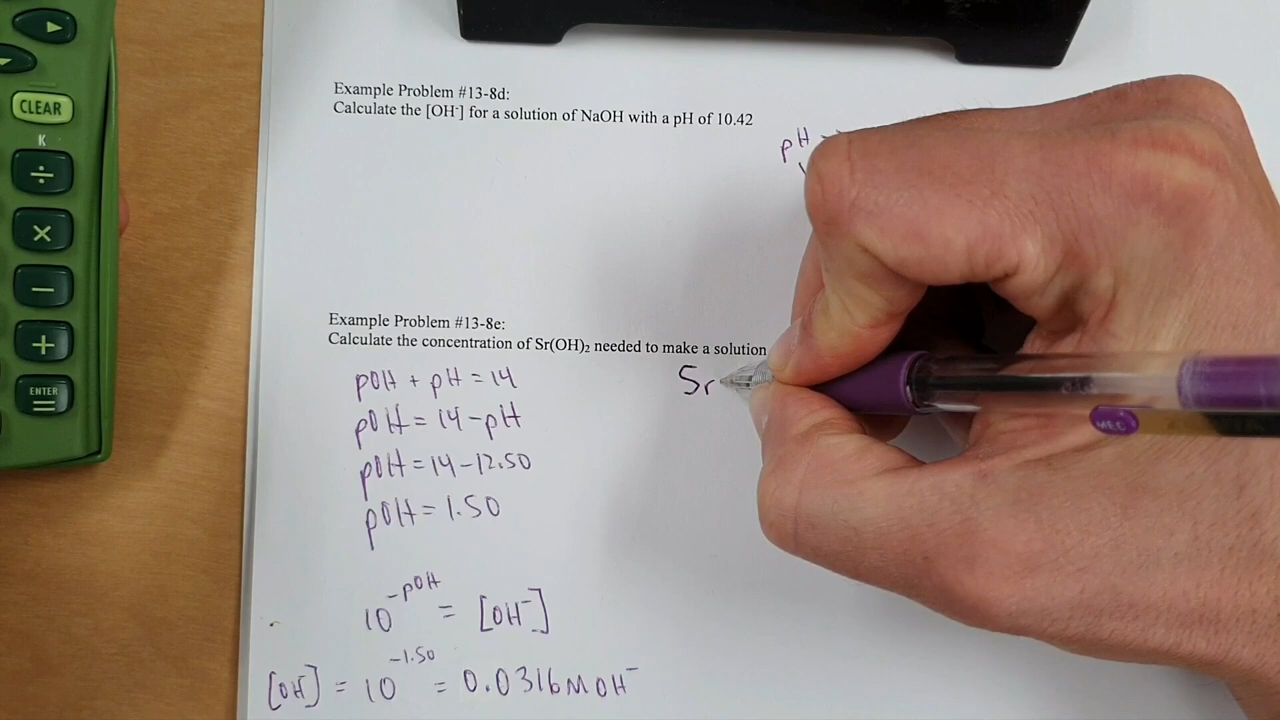 CLEAR
K
÷
×
−
+
ENTER
=
Example Problem #13-8d:
Calculate the [OH⁻] for a solution of NaOH with a pH of 10.42
pH
Example Problem #13-8e:
Calculate the concentration of Sr(OH)₂ needed to make a solution
pOH + pH = 14
pOH = 14 - pH
pOH = 14 - 12.50
pOH = 1.50
10^-pOH = [OH⁻]
[OH⁻] = 10^-1.50 = 0.0316 M OH⁻
Sr
MEO